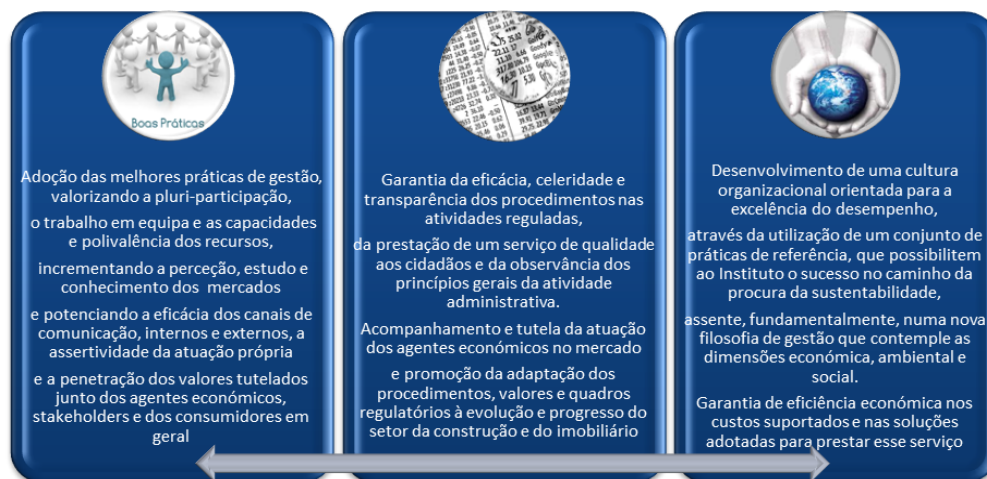 Boas Práticas
Adoção das melhores práticas de gestão,
valorizando a pluri-participação,
o trabalho em equipa e as capacidades
e polivalência dos recursos,
incrementando a perceção, estudo e
conhecimento dos mercados
e potenciando a eficácia dos canais de
comunicação, internos e externos, a
assertividade da atuação própria
e a penetração dos valores tutelados
junto dos agentes económicos,
stakeholders e dos consumidores em
geral
Garantia da eficácia, celeridade e
transparência dos procedimentos nas
atividades reguladas,
da prestação de um serviço de qualidade
aos cidadãos e da observância dos
princípios gerais da atividade
administrativa.
Acompanhamento e tutela da atuação
dos agentes económicos no mercado
e promoção da adaptação dos
procedimentos, valores e quadros
regulatórios à evolução e progresso do
setor da construção e do imobiliário
Desenvolvimento de uma cultura
organizacional orientada para a
excelência do desempenho,
através da utilização de um conjunto de
práticas de referência, que possibilitem
ao Instituto o sucesso no caminho da
procura da sustentabilidade,
assente, fundamentalmente, numa nova
filosofia de gestão que contemple as
dimensões económica, ambiental e
social.
Garantia de eficiência económica nos
custos suportados e nas soluções
adotadas para prestar esse serviço